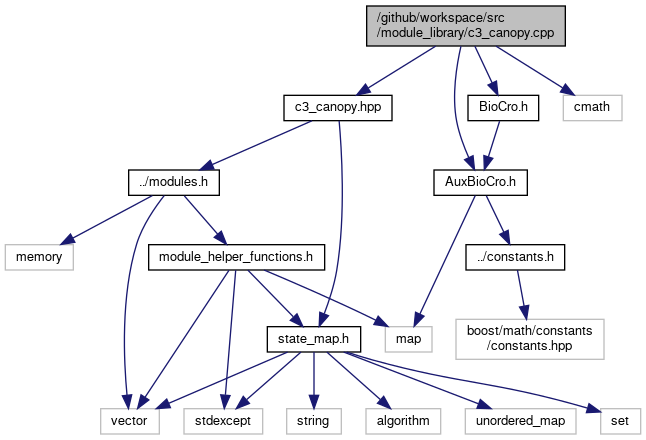 /github/workspace/src
/module_library/c3_canopy.cpp
c3_canopy.hpp
BioCro.h
cmath
../modules.h
AuxBioCro.h
memory
module_helper_functions.h
../constants.h
state_map.h
map
boost/math/constants
/constants.hpp
vector
stdexcept
string
algorithm
unordered_map
set